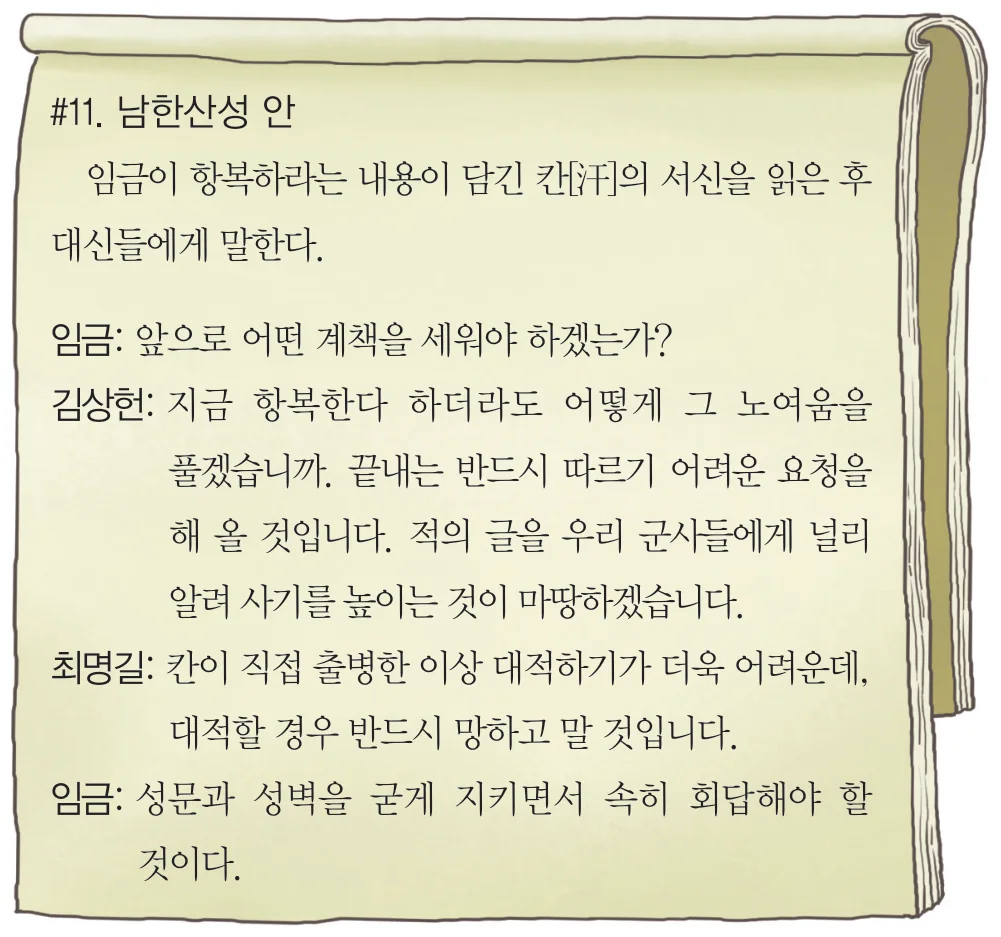 #11. 남한산성 안
임금이 항복하라는 내용이 담긴 칸[汗]의 서신을 읽은 후
대신들에게 말한다.
임금: 앞으로 어떤 계책을 세워야 하겠는가?
김상헌: 지금 항복한다 하더라도 어떻게 그 노여움을
풀겠습니까. 끝내는 반드시 따르기 어려운 요청을
해 올 것입니다. 적의 글을 우리 군사들에게 널리
알려 사기를 높이는 것이 마땅하겠습니다.
최명길: 칸이 직접 출병한 이상 대적하기가 더욱 어려운데,
대적할 경우 반드시 망하고 말 것입니다.
임금: 성문과 성벽을 굳게 지키면서 속히 회답해야 할
것이다.